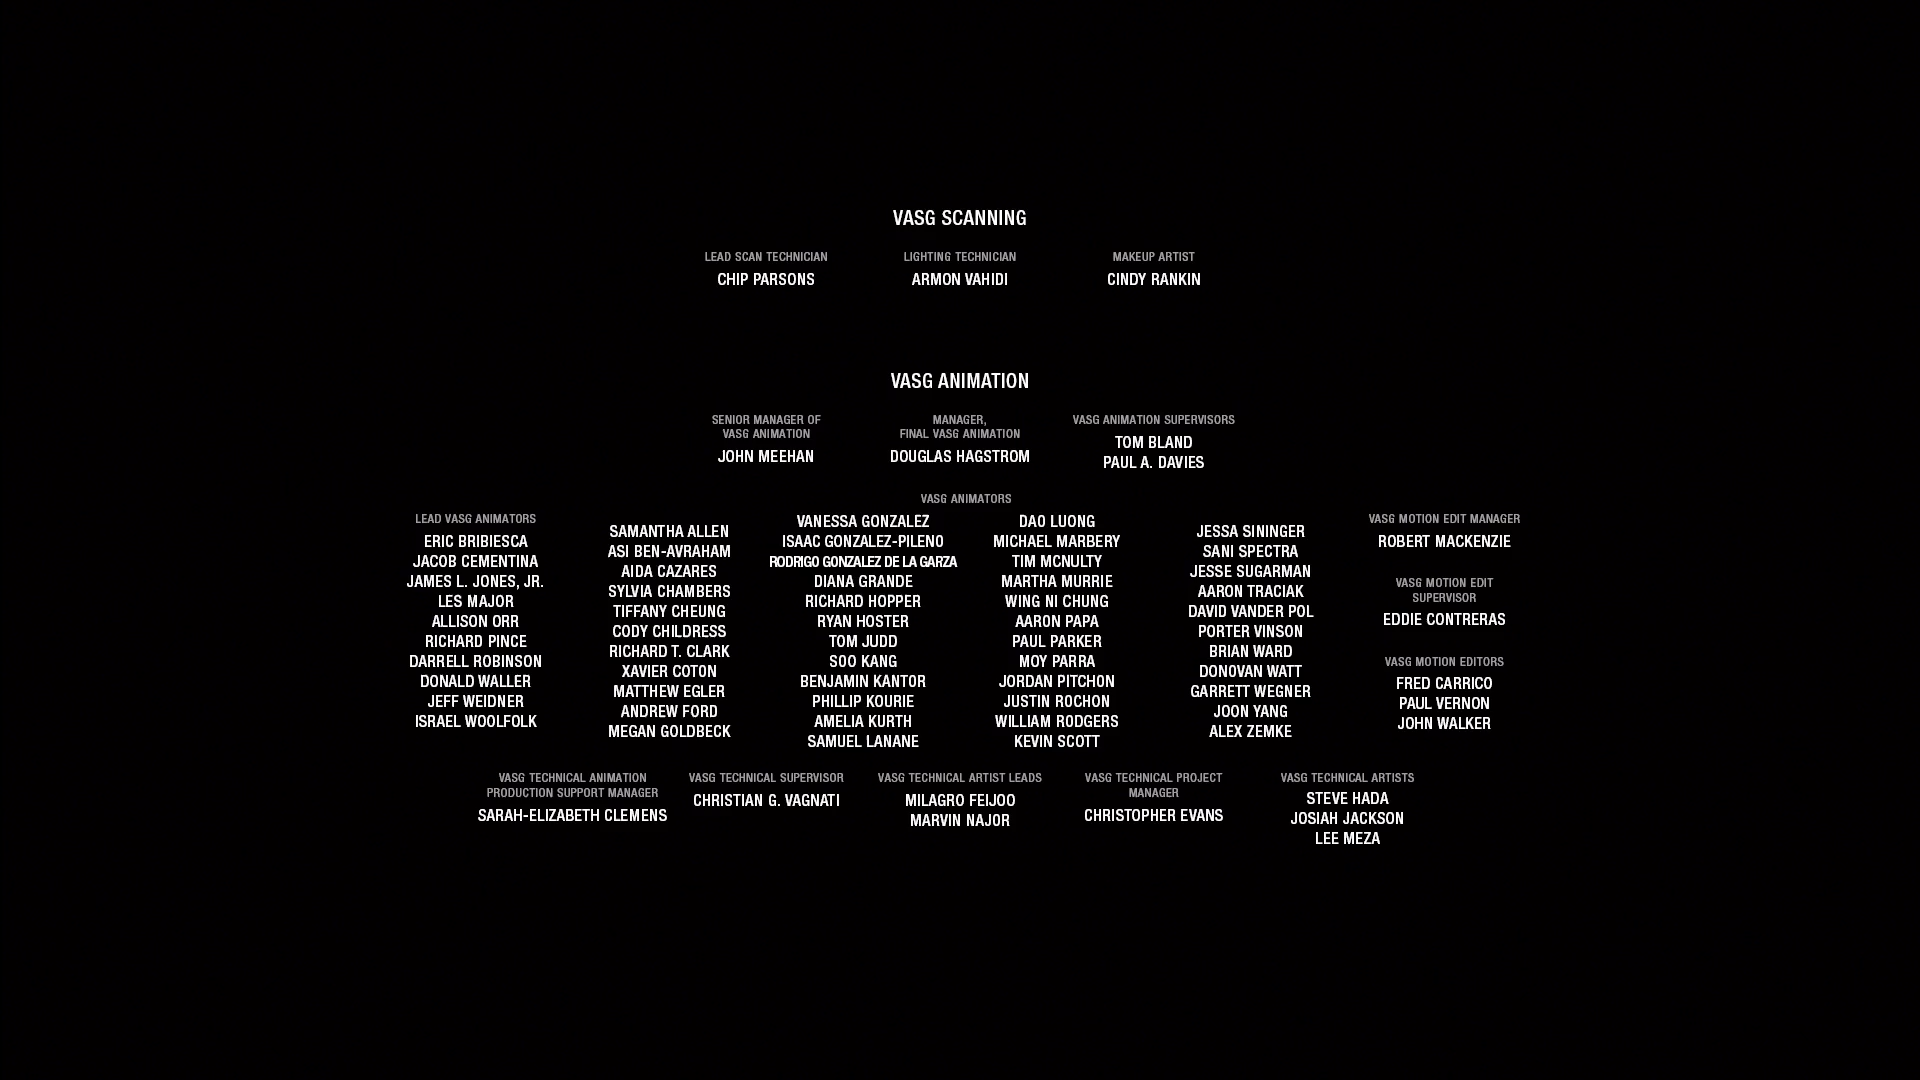 VASG SCANNING
LEAD SCAN TECHNICIAN
CHIP PARSONS
LIGHTING TECHNICIAN
ARMON VAHIDI
MAKEUP ARTIST
CINDY RANKIN
VASG ANIMATION
SENIOR MANAGER OF
VASG ANIMATION
JOHN MEEHAN
MANAGER,
FINAL VASG ANIMATION
DOUGLAS HAGSTROM
VASG ANIMATION SUPERVISORS
TOM BLAND
PAUL A. DAVIES
LEAD VASG ANIMATORS
ERIC BRIBIESCA
JACOB CEMENTINA
JAMES L. JONES, JR.
LES MAJOR
ALLISON ORR
RICHARD PINCE
DARRELL ROBINSON
DONALD WALLER
JEFF WEIDNER
ISRAEL WOOLFOLK
VASG ANIMATORS
SAMANTHA ALLEN
ASI BEN-AVRAHAM
AIDA CAZARES
SYLVIA CHAMBERS
TIFFANY CHEUNG
CODY CHILDRESS
RICHARD T. CLARK
XAVIER COTON
MATTHEW EGLER
ANDREW FORD
MEGAN GOLDBECK
VANESSA GONZALEZ
ISAAC GONZALEZ-PILENO
RODRIGO GONZALEZ DE LA GARZA
DIANA GRANDE
RICHARD HOPPER
RYAN HOSTER
TOM JUDD
SOO KANG
BENJAMIN KANTOR
PHILLIP KOURIE
AMELIA KURTH
SAMUEL LANANE
DAO LUONG
MICHAEL MARBERY
TIM MCNULTY
MARTHA MURRIE
WING NI CHUNG
AARON PAPA
PAUL PARKER
MOY PARRA
JORDAN PITCHON
JUSTIN ROCHON
WILLIAM RODGERS
KEVIN SCOTT
JESSA SININGER
SANI SPECTRA
JESSE SUGARMAN
AARON TRACIAK
DAVID VANDER POL
PORTER VINSON
BRIAN WARD
DONOVAN WATT
GARRETT WEGNER
JOON YANG
ALEX ZEMKE
VASG MOTION EDIT MANAGER
ROBERT MACKENZIE
VASG MOTION EDIT
SUPERVISOR
EDDIE CONTRERAS
VASG MOTION EDITORS
FRED CARRICO
PAUL VERNON
JOHN WALKER
VASG TECHNICAL ANIMATION
PRODUCTION SUPPORT MANAGER
SARAH-ELIZABETH CLEMENS
VASG TECHNICAL SUPERVISOR
CHRISTIAN G. VAGNATI
VASG TECHNICAL ARTIST LEADS
MILAGRO FEIJOO
MARVIN NAJOR
VASG TECHNICAL PROJECT
MANAGER
CHRISTOPHER EVANS
VASG TECHNICAL ARTISTS
STEVE HADA
JOSIAH JACKSON
LEE MEZA